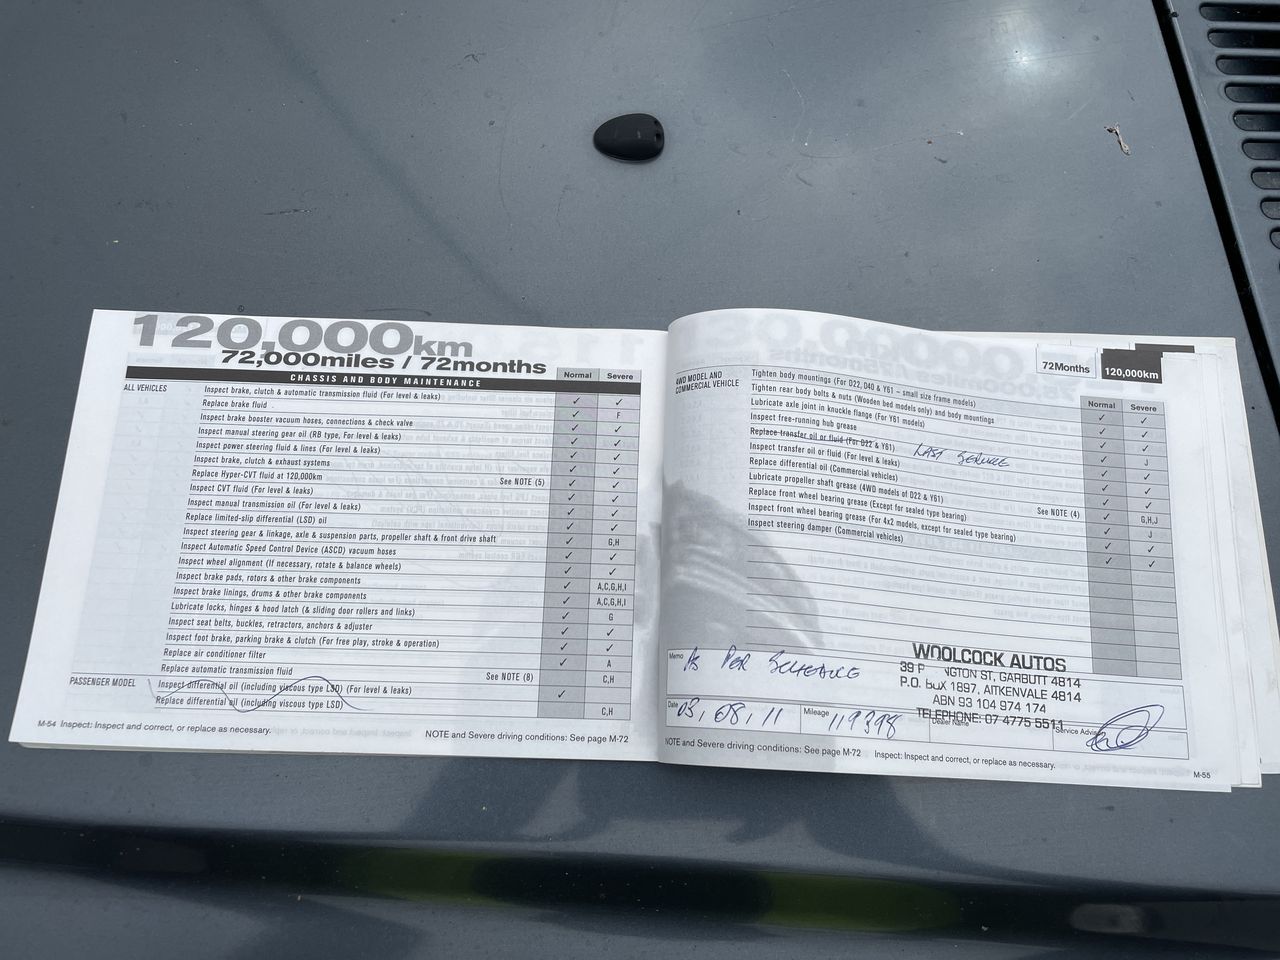 120,000km
72,000miles / 72months
CHASSIS AND BODY MAINTENANCE
Normal Severe
ALL VEHICLES
Inspect brake, clutch & automatic transmission fluid (For level & leaks) ✓ ✓
Replace brake fluid ✓ F
Inspect brake booster vacuum hoses, connections & check valve ✓ ✓
Inspect manual steering gear oil (RB type, For level & leaks) ✓ ✓
Inspect power steering fluid & lines (For level & leaks) ✓ ✓
Inspect brake, clutch & exhaust systems ✓ ✓
Replace Hyper-CVT fluid at 120,000km See NOTE (5) ✓ ✓
Inspect CVT fluid (For level & leaks) ✓ ✓
Inspect manual transmission oil (For level & leaks) ✓ ✓
Replace limited-slip differential (LSD) oil ✓ ✓
Inspect steering gear & linkage, axle & suspension parts, propeller shaft & front drive shaft ✓ G,H
Inspect Automatic Speed Control Device (ASCD) vacuum hoses ✓ ✓
Inspect wheel alignment (If necessary, rotate & balance wheels) ✓ ✓
Inspect brake pads, rotors & other brake components ✓ A,C,G,H,I
Inspect brake linings, drums & other brake components ✓ A,C,G,H,I
Lubricate locks, hinges & hood latch (& sliding door rollers and links) ✓ G
Inspect seat belts, buckles, retractors, anchors & adjuster ✓ ✓
Inspect foot brake, parking brake & clutch (For free play, stroke & operation) ✓ ✓
Replace air conditioner filter ✓ A
Replace automatic transmission fluid See NOTE (8) C,H
PASSENGER MODEL
Inspect differential oil (including viscous type LSD) (For level & leaks) ✓
Replace differential oil (including viscous type LSD) C,H
M-54 Inspect: Inspect and correct, or replace as necessary.
NOTE and Severe driving conditions: See page M-72
72Months 120,000km
Normal Severe
4WD MODEL AND
COMMERCIAL VEHICLE
Tighten body mountings (For D22, D40 & Y61 – small size frame models) ✓ ✓
Tighten rear body bolts & nuts (Wooden bed models only) and body mountings ✓ ✓
Lubricate axle joint in knuckle flange (For Y61 models) ✓ ✓
Inspect free-running hub grease ✓ J
Replace transfer oil or fluid (For D22 & Y61) LAST SERVICE ✓ ✓
Inspect transfer oil or fluid (For level & leaks) ✓ ✓
Replace differential oil (Commercial vehicles) ✓ ✓
Lubricate propeller shaft grease (4WD models of D22 & Y61) ✓ G,H,J
Replace front wheel bearing grease (Except for sealed type bearing) See NOTE (4) ✓ J
Inspect front wheel bearing grease (For 4x2 models, except for sealed type bearing) ✓ ✓
Inspect steering damper (Commercial vehicles) ✓ ✓
Memo AS PER SCHEDULE
WOOLCOCK AUTOS
39 P NGTON ST, GARBUTT 4814
P.O. BOX 1897, AITKENVALE 4814
ABN 93 104 974 174
TELEPHONE: 07 4775 5511
Date 03, 08, 11 Mileage 119398 Dealer Name Service Advisor
NOTE and Severe driving conditions: See page M-72
Inspect: Inspect and correct, or replace as necessary.
M-55